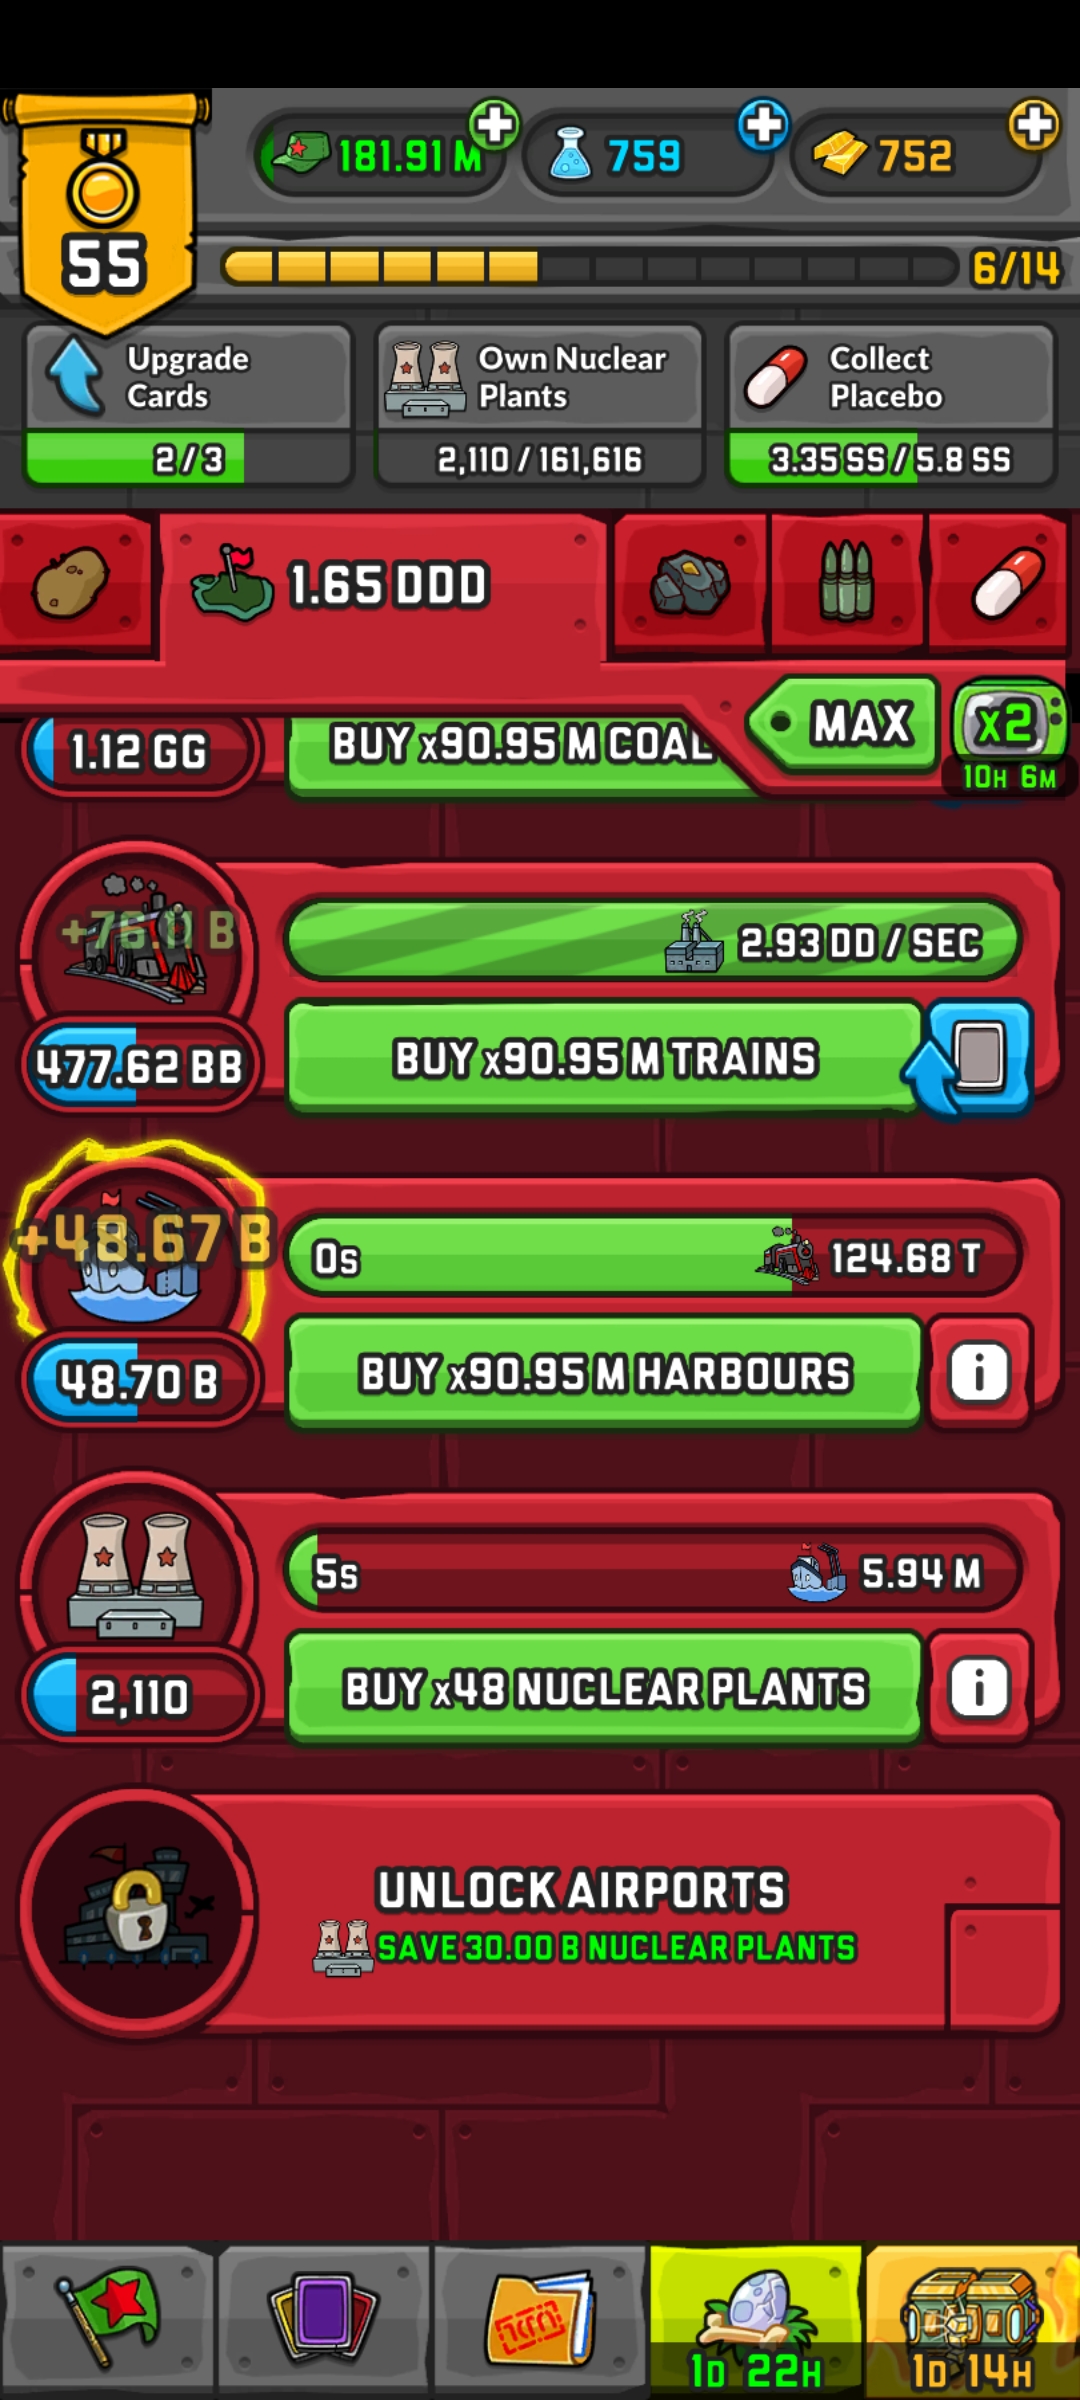 181.91 M
759
752
55
6/14
Upgrade
Cards
Own Nuclear
Plants
Collect
Placebo
2/3
2,110 / 161,616
3.35 SS / 5.8 SS
1.65 DDD
MAX
X2
10H 6M
1.12 GG
BUY x90.95 M COAL
+76.11 B
2.93 DD / SEC
477.62 BB
BUY x90.95 M TRAINS
+48.67 B
0s
124.68 T
48.70 B
BUY x90.95 M HARBOURS
i
5s
5.94 M
2,110
BUY x48 NUCLEAR PLANTS
i
UNLOCK AIRPORTS
SAVE 30.00 B NUCLEAR PLANTS
1D 22H
1D 14H